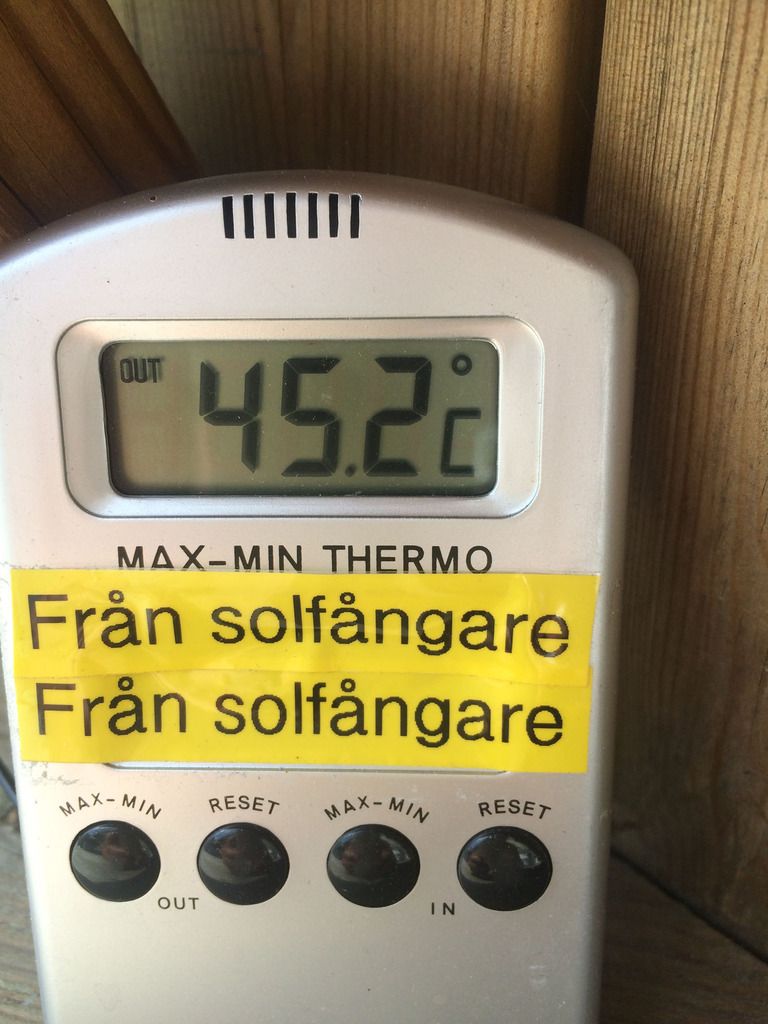 OUT 45.2°C
MAX-MIN THERMO
Från solfångare
Från solfångare
MAX-MIN RESET MAX-MIN RESET
OUT IN